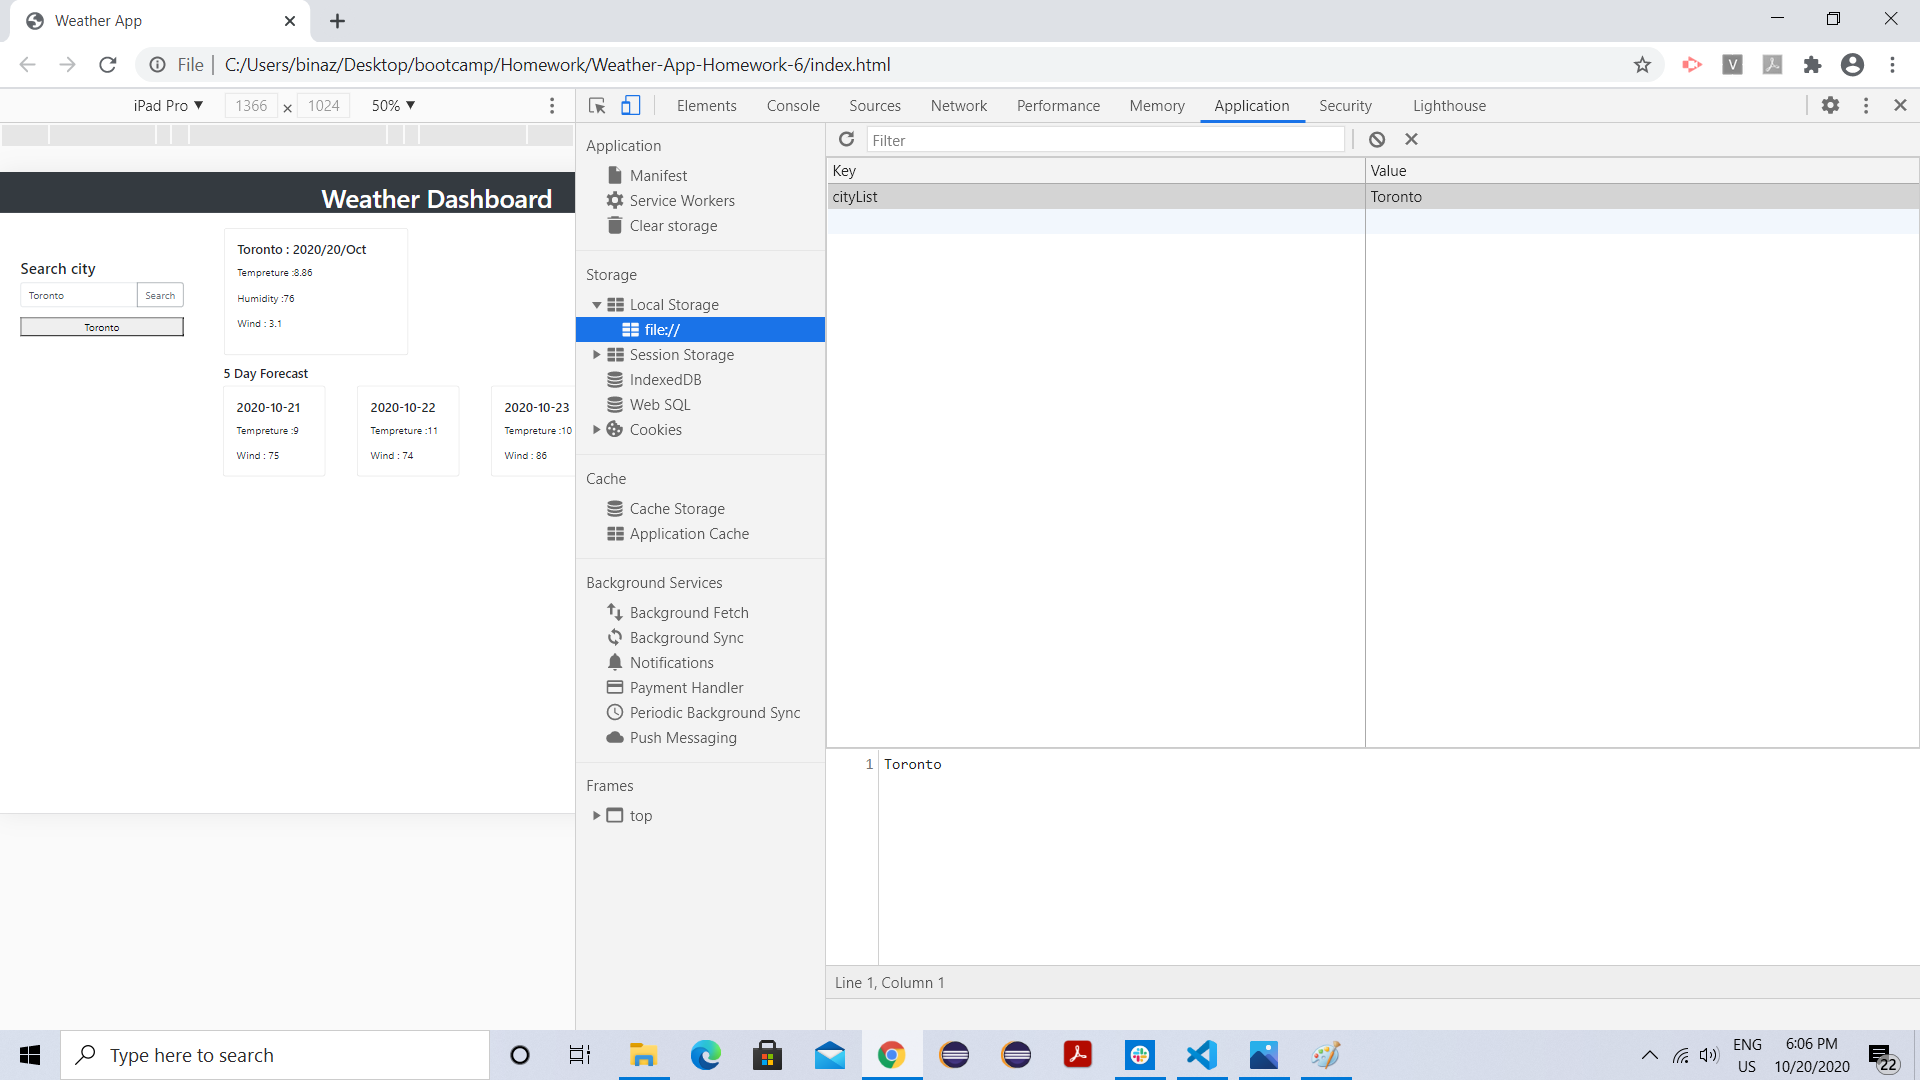 Weather App
File | C:/Users/binaz/Desktop/bootcamp/Homework/Weather-App-Homework-6/index.html
V
iPad Pro ▼ 1366 × 1024 50% ▼
Elements Console Sources Network Performance Memory Application Security Lighthouse
Weather Dashboard
Search city
Toronto Search
Toronto
Toronto : 2020/20/Oct
Tempreture :8.86
Humidity :76
Wind : 3.1
5 Day Forecast
2020-10-21
Tempreture :9
Wind : 75
2020-10-22
Tempreture :11
Wind : 74
2020-10-23
Tempreture :10
Wind : 86
Application
Manifest
Service Workers
Clear storage
Storage
Local Storage
file://
Session Storage
IndexedDB
Web SQL
Cookies
Cache
Cache Storage
Application Cache
Background Services
Background Fetch
Background Sync
Notifications
Payment Handler
Periodic Background Sync
Push Messaging
Frames
top
Filter
Key Value
cityList Toronto
1 Toronto
Line 1, Column 1
Type here to search
ENG
US
6:06 PM
10/20/2020
22